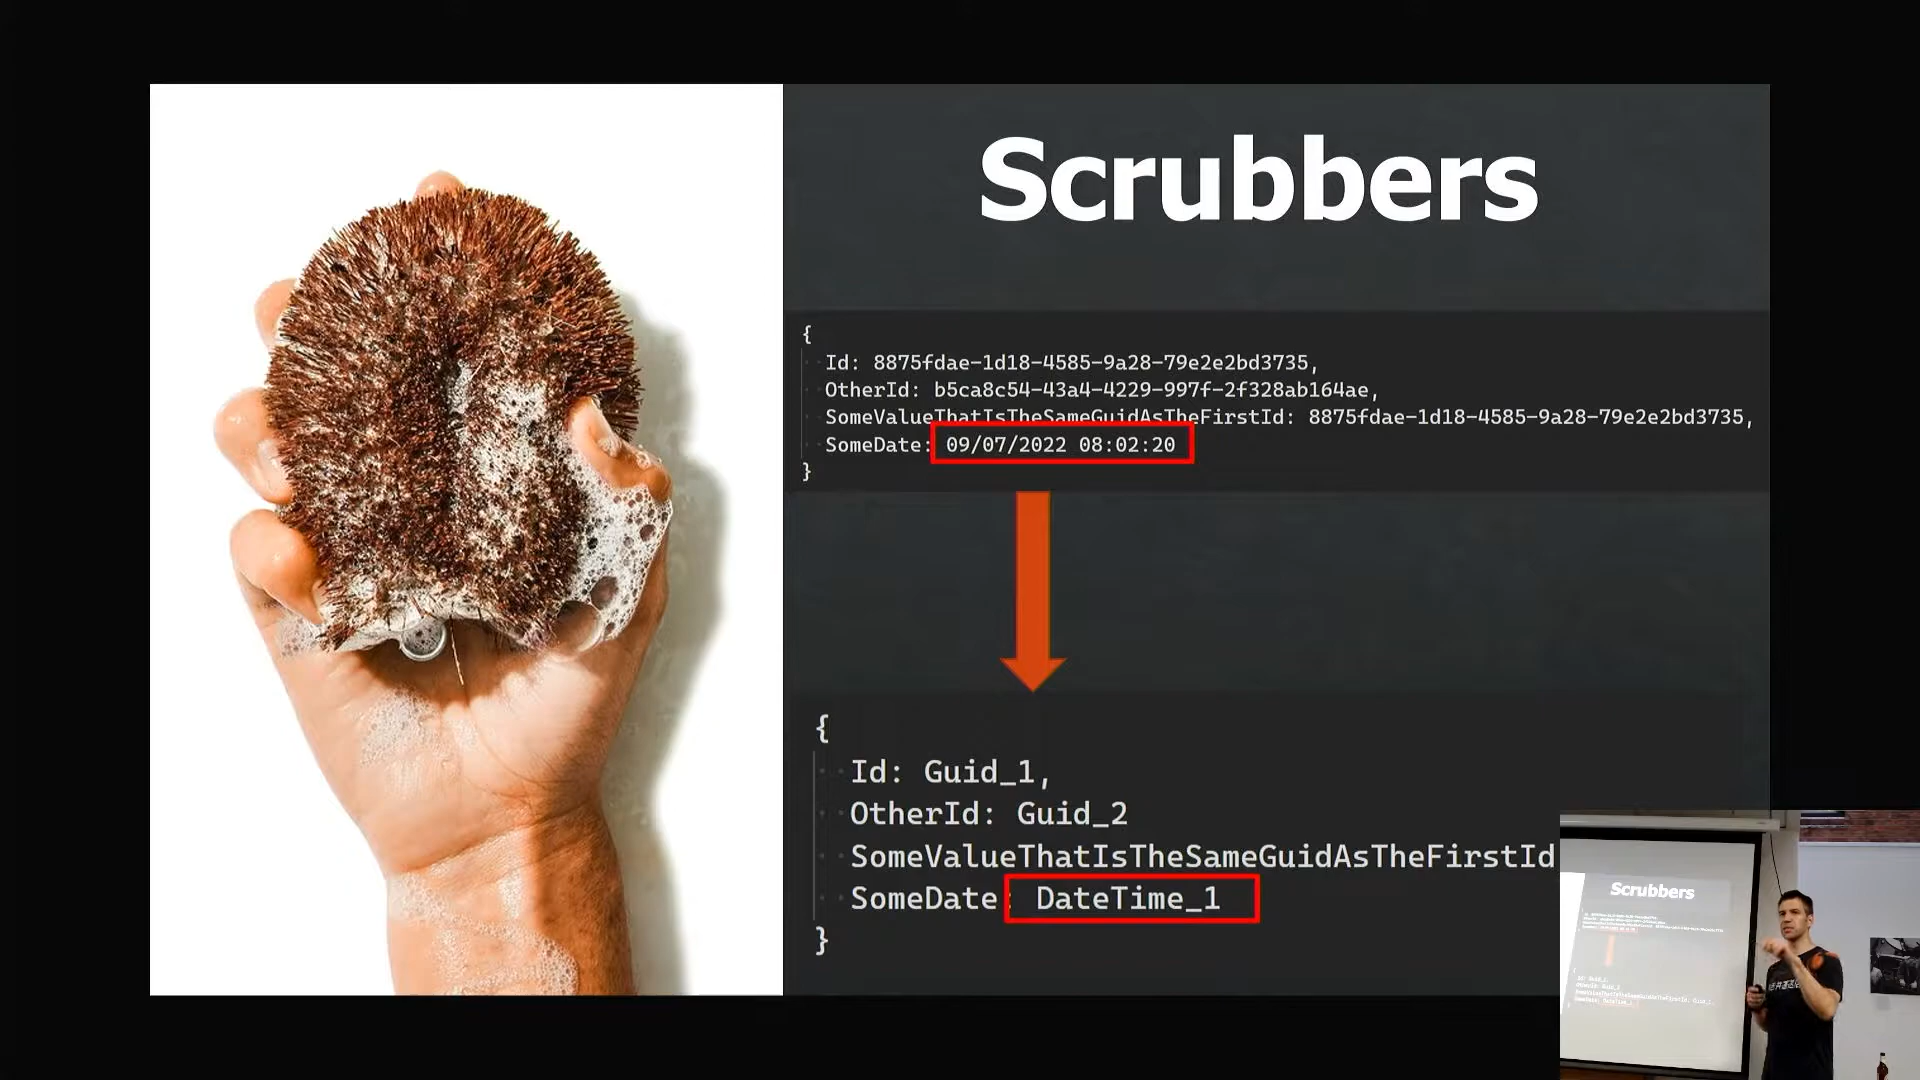 Scrubbers
{
Id: 8875fdae-1d18-4585-9a28-79e2e2bd3735,
OtherId: b5ca8c54-43a4-4229-997f-2f328ab164ae,
SomeValueThatIsTheSameGuidAsTheFirstId: 8875fdae-1d18-4585-9a28-79e2e2bd3735,
SomeDate: 09/07/2022 08:02:20
}
{
Id: Guid_1,
OtherId: Guid_2
SomeValueThatIsTheSameGuidAsTheFirstId
SomeDate: DateTime_1
}
Scrubbers